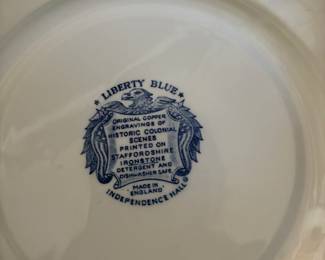 ★ LIBERTY BLUE ★
ORIGINAL COPPER
ENGRAVINGS OF
HISTORIC COLONIAL
SCENES
PRINTED ON
STAFFORDSHIRE
IRONSTONE
DETERGENT AND
DISHWASHER SAFE
MADE IN
ENGLAND
INDEPENDENCE HALL